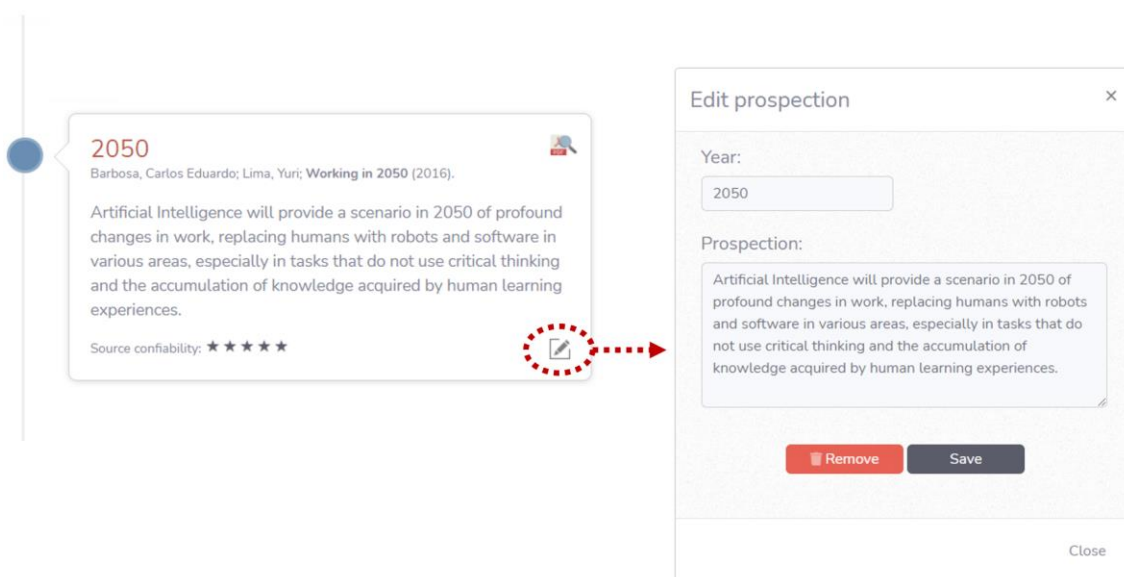 2050
PDF
Barbosa, Carlos Eduardo; Lima, Yuri; Working in 2050 (2016).
Artificial Intelligence will provide a scenario in 2050 of profound
changes in work, replacing humans with robots and software in
various areas, especially in tasks that do not use critical thinking
and the accumulation of knowledge acquired by human learning
experiences.
Source confiability: ★★★★★
Edit prospection ×
Year:
2050
Prospection:
Artificial Intelligence will provide a scenario in 2050 of
profound changes in work, replacing humans with robots
and software in various areas, especially in tasks that do
not use critical thinking and the accumulation of
knowledge acquired by human learning experiences.
Remove
Save
Close